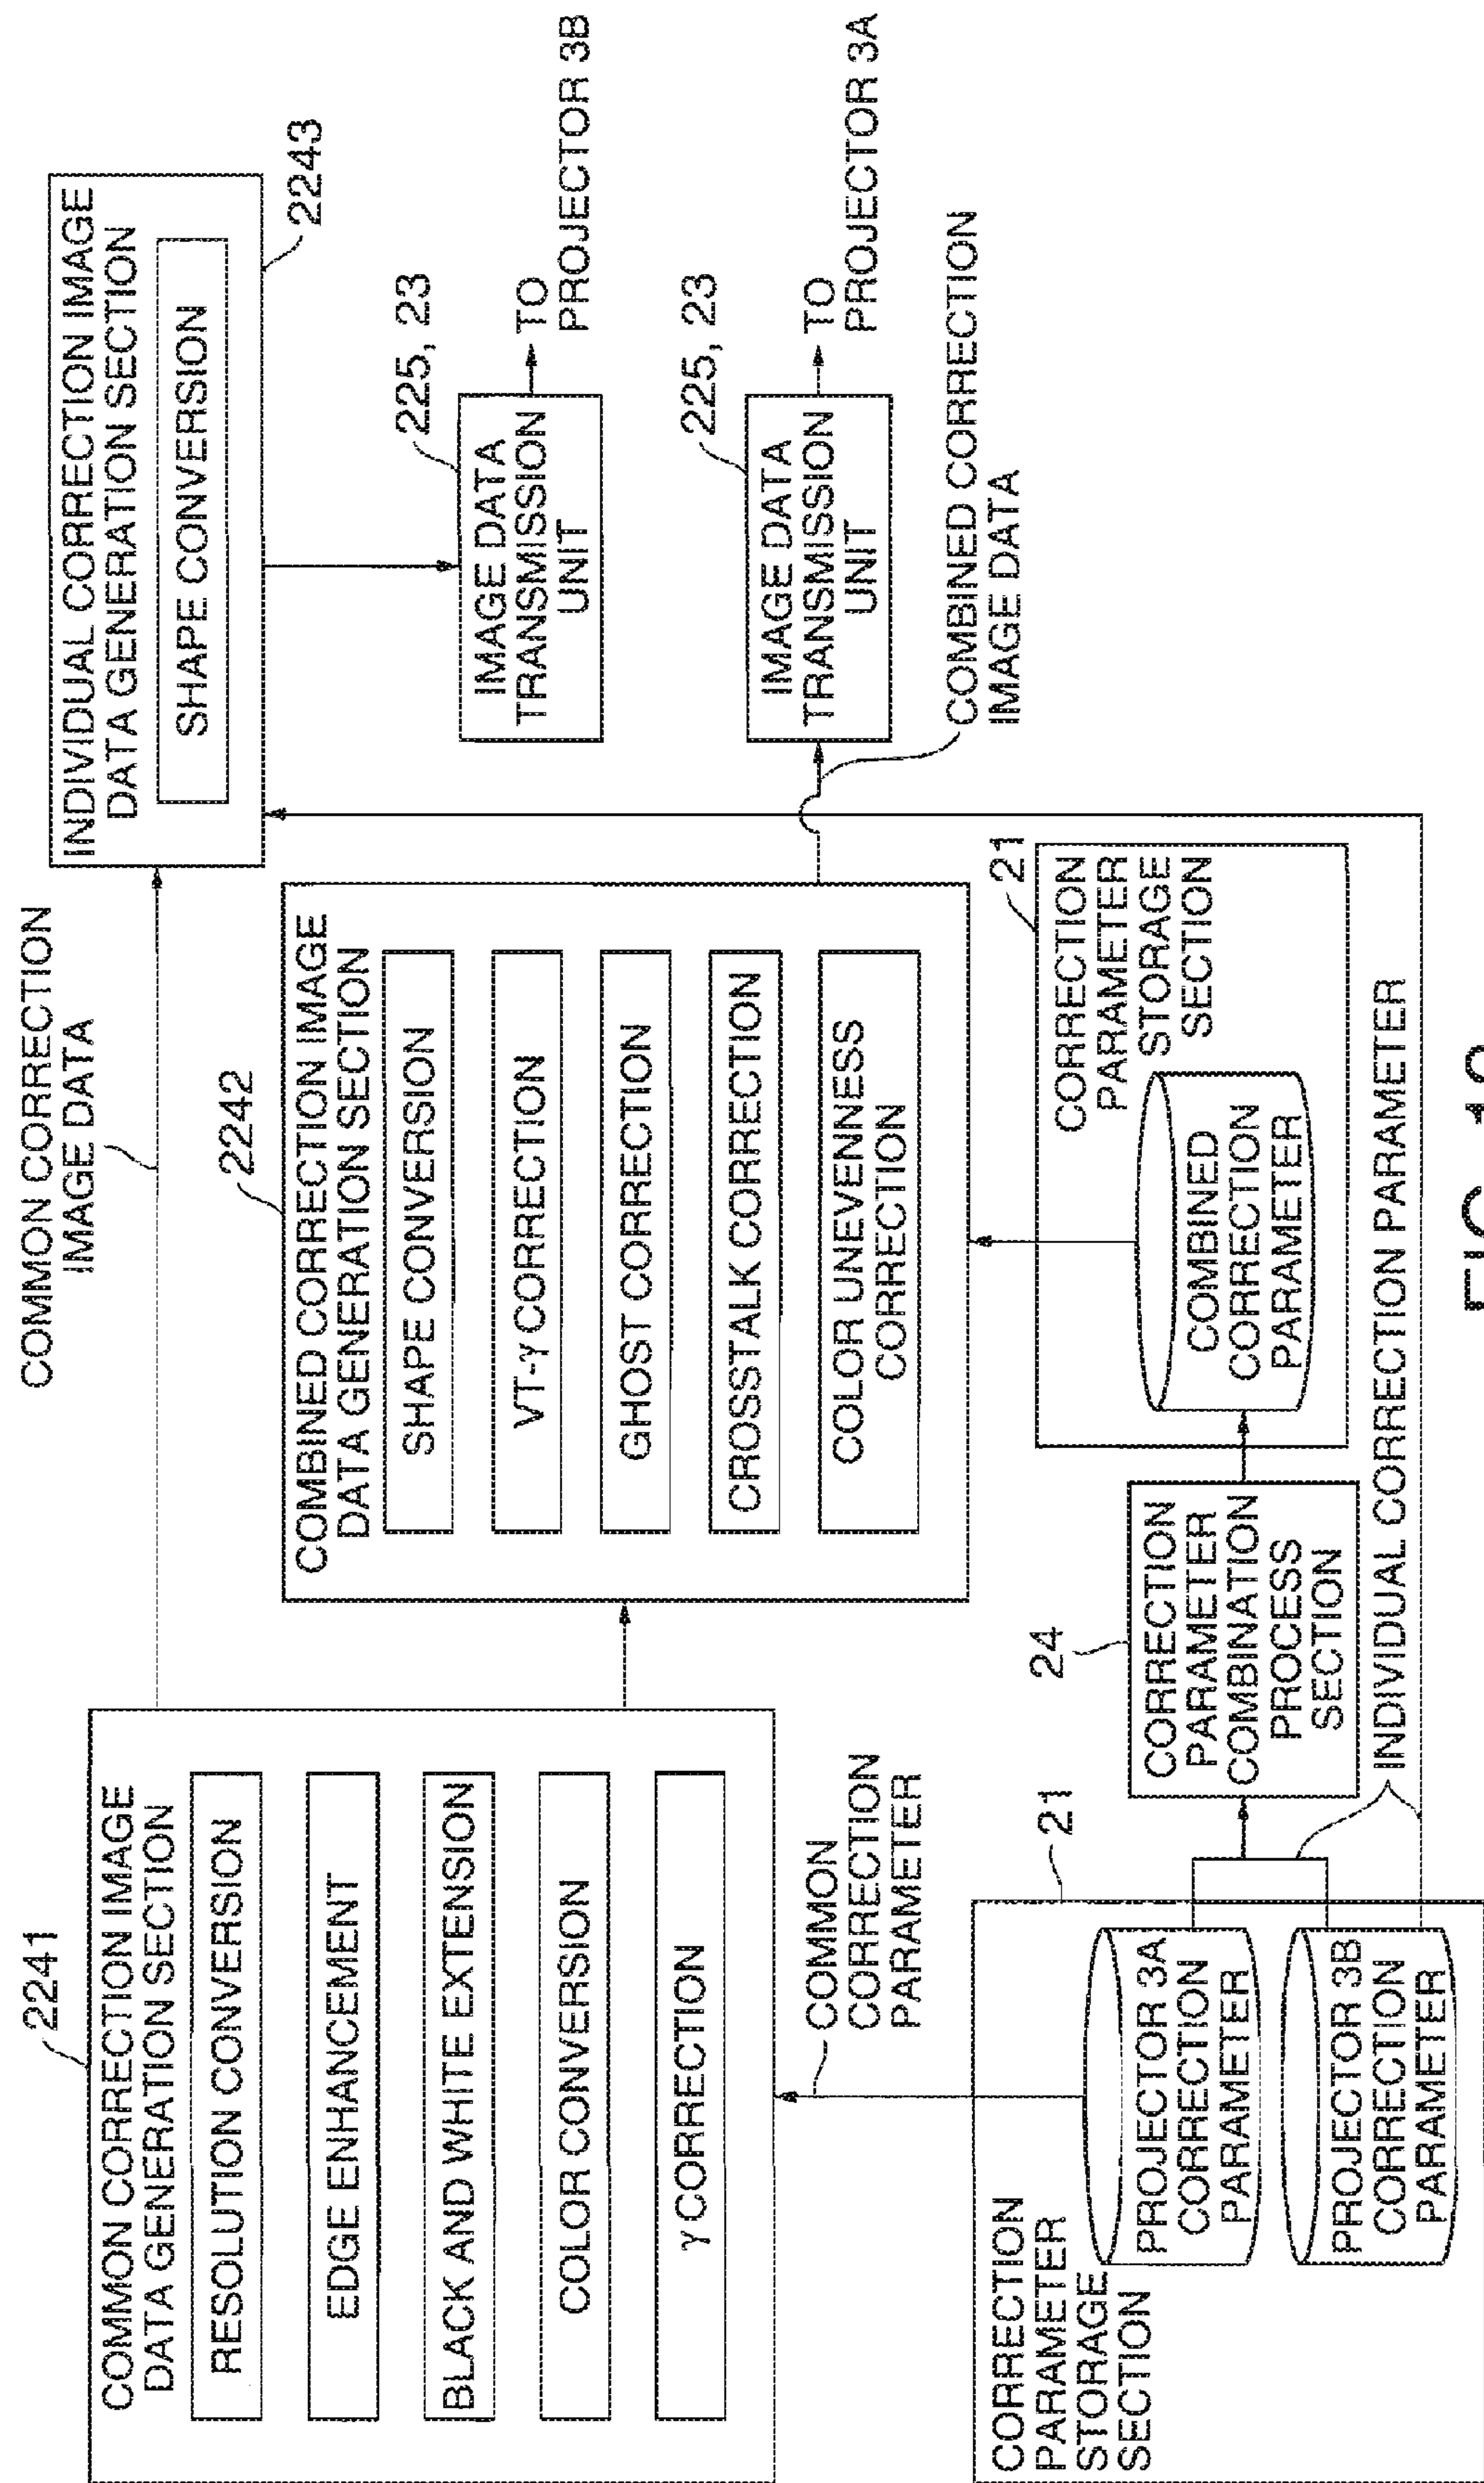 2241
COMMON CORRECTION IMAGE
DATA GENERATION SECTION
RESOLUTION CONVERSION
EDGE ENHANCEMENT
BLACK AND WHITE EXTENSION
COLOR CONVERSION
γ CORRECTION
COMMON CORRECTION
IMAGE DATA
2242
COMBINED CORRECTION IMAGE
DATA GENERATION SECTION
SHAPE CONVERSION
VT-γ CORRECTION
GHOST CORRECTION
CROSSTALK CORRECTION
COLOR UNEVENNESS
CORRECTION
INDIVIDUAL CORRECTION IMAGE
DATA GENERATION SECTION
SHAPE CONVERSION
2243
225, 23
IMAGE DATA
TRANSMISSION
UNIT
TO
PROJECTOR 3B
225, 23
IMAGE DATA
TRANSMISSION
UNIT
TO
PROJECTOR 3A
COMBINED CORRECTION
IMAGE DATA
COMMON
CORRECTION
PARAMETER
21
CORRECTION
PARAMETER
STORAGE
SECTION
PROJECTOR 3A
CORRECTION
PARAMETER
PROJECTOR 3B
CORRECTION
PARAMETER
24
CORRECTION
PARAMETER
COMBINATION
PROCESS
SECTION
21
CORRECTION
PARAMETER
STORAGE
SECTION
COMBINED
CORRECTION
PARAMETER
INDIVIDUAL CORRECTION PARAMETER